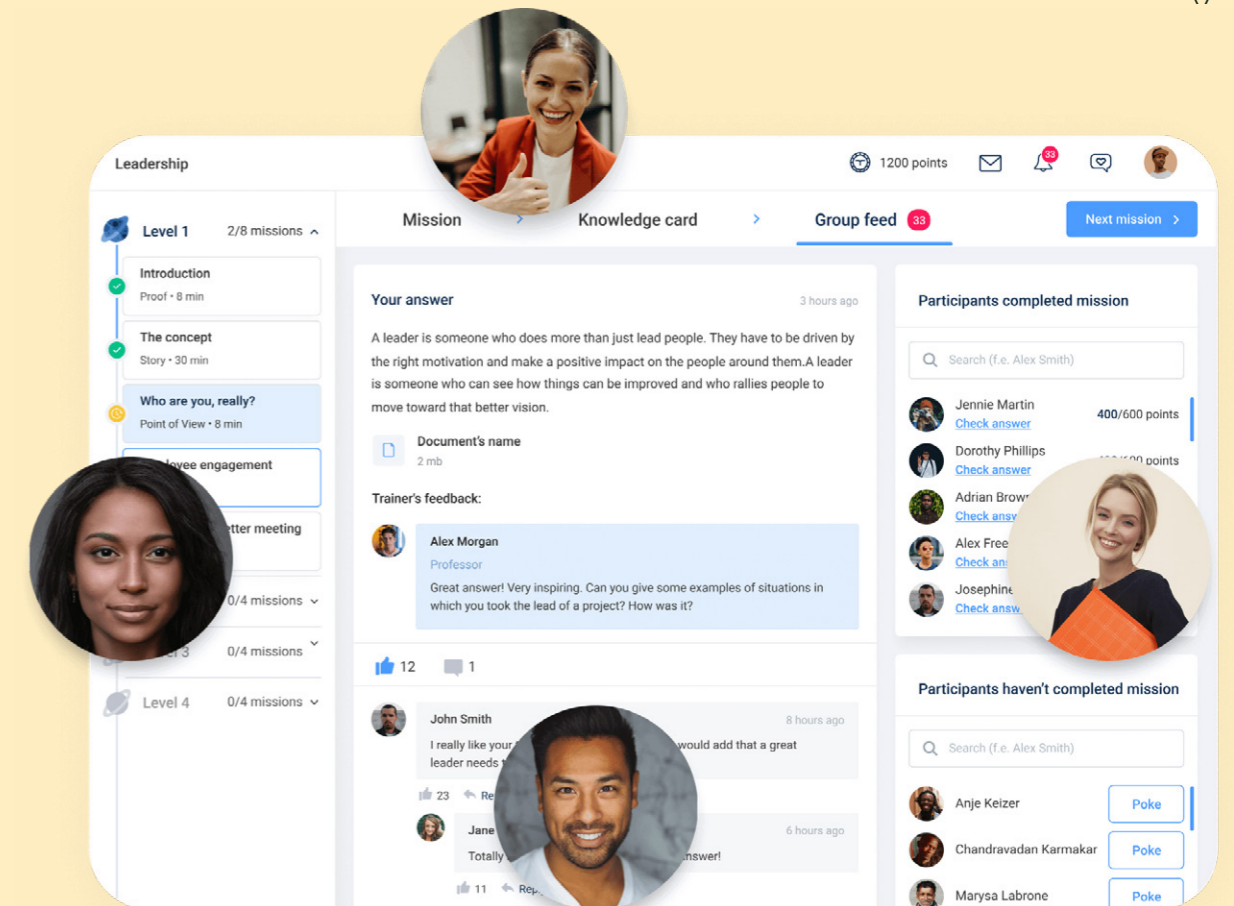 Leadership
1200 points
33
Level 1
2/8 missions
Introduction
Proof • 8 min
The concept
Story • 30 min
Who are you, really?
Point of View • 8 min
engagement
meeting
0/4 missions
0/4 missions
Level 4
0/4 missions
Mission
Knowledge card
Group feed
33
Next mission
Your answer
3 hours ago
A leader is someone who does more than just lead people. They have to be driven by
the right motivation and make a positive impact on the people around them.A leader
is someone who can see how things can be improved and who rallies people to
move toward that better vision.
Document's name
2 mb
Trainer's feedback:
Alex Morgan
Professor
Great answer! Very inspiring. Can you give some examples of situations in
which you took the lead of a project? How was it?
12
1
John Smith
8 hours ago
I really like your
would add that a great
leader needs
23
Jane
6 hours ago
Totally
11
Participants completed mission
Search (f.e. Alex Smith)
Jennie Martin
Check answer
400/600 points
Dorothy Phillips
Check answer
points
Adrian
Check
Alex
Check
Josephine
Check
Participants haven't completed mission
Search (f.e. Alex Smith)
Anje Keizer
Poke
Chandravadan Karmakar
Poke
Marysa Labrone
Poke